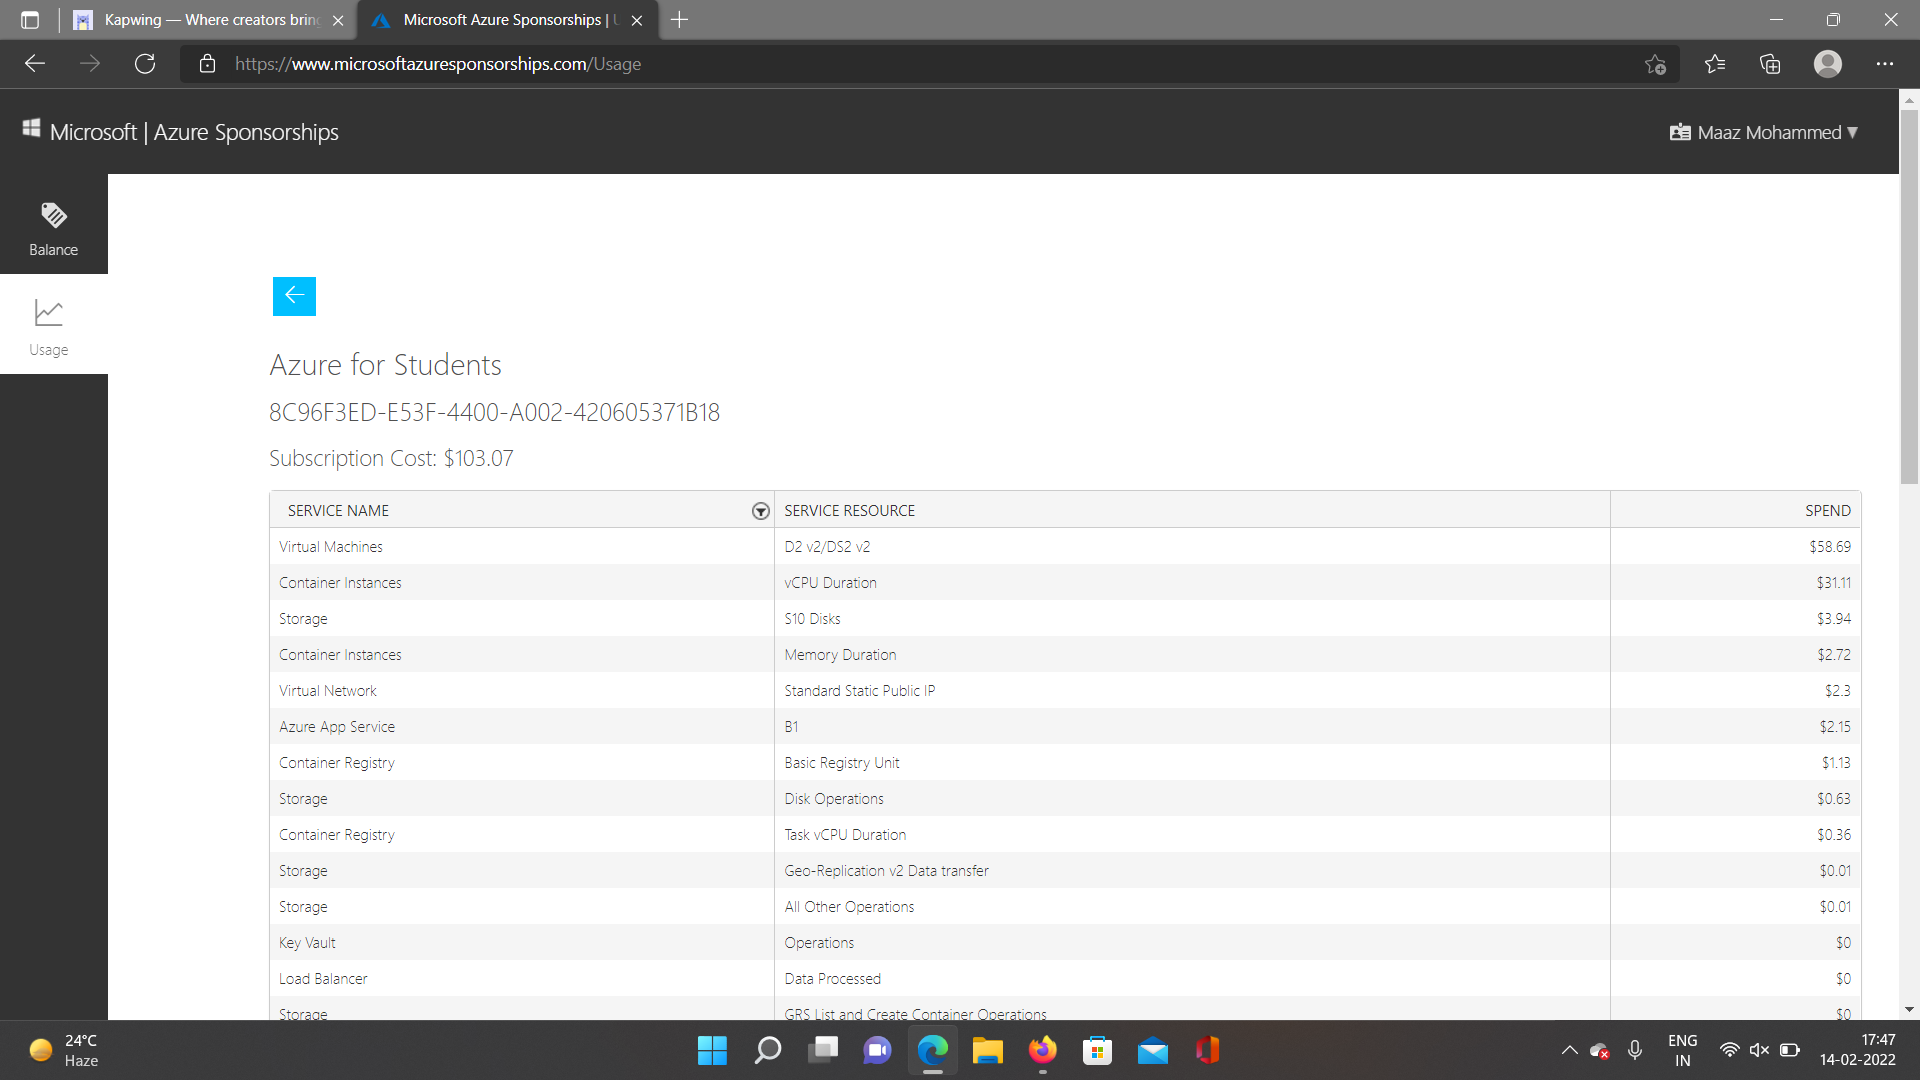 Kapwing — Where creators brin
Microsoft Azure Sponsorships |
https://www.microsoftazuresponsorships.com/Usage
Microsoft | Azure Sponsorships
Maaz Mohammed
Balance
Usage
Azure for Students
8C96F3ED-E53F-4400-A002-420605371B18
Subscription Cost: $103.07
SERVICE NAME SERVICE RESOURCE SPEND
Virtual Machines D2 v2/DS2 v2 $58.69
Container Instances vCPU Duration $31.11
Storage S10 Disks $3.94
Container Instances Memory Duration $2.72
Virtual Network Standard Static Public IP $2.3
Azure App Service B1 $2.15
Container Registry Basic Registry Unit $1.13
Storage Disk Operations $0.63
Container Registry Task vCPU Duration $0.36
Storage Geo-Replication v2 Data transfer $0.01
Storage All Other Operations $0.01
Key Vault Operations $0
Load Balancer Data Processed $0
Storage GRS List and Create Container Operations $0
24°C
Haze
ENG
IN
17:47
14-02-2022